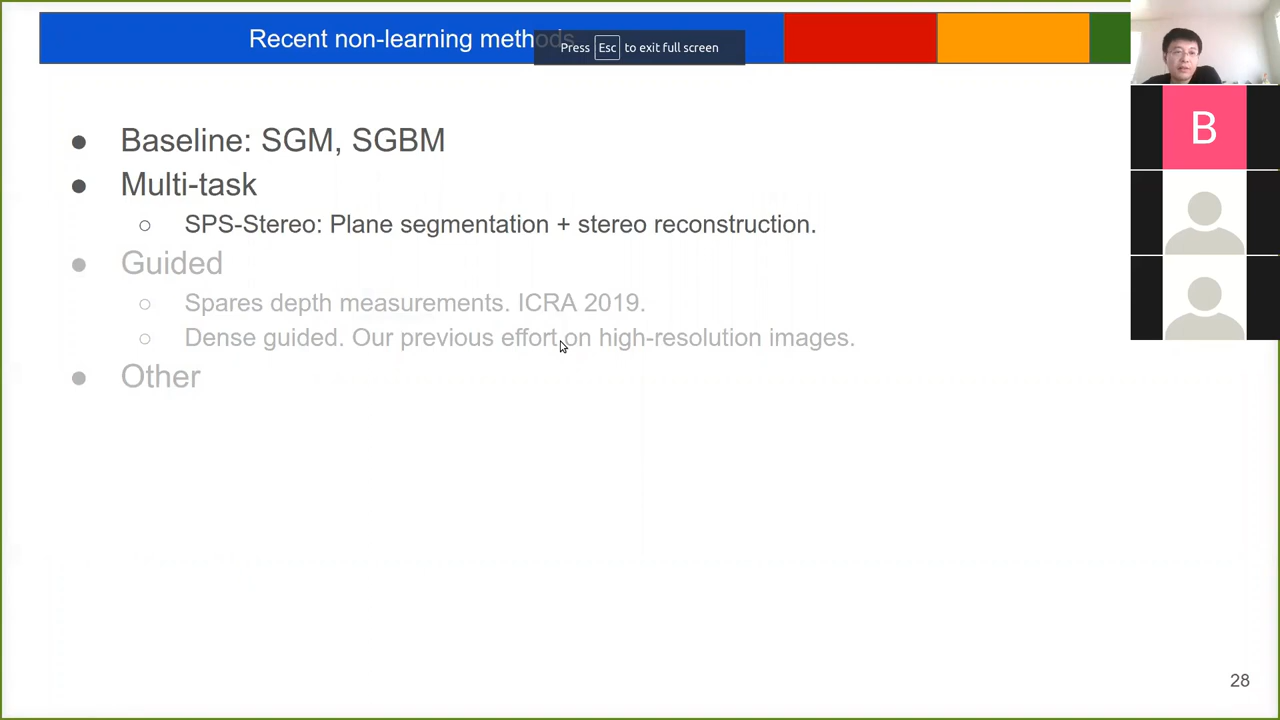 Recent non-learning methods
Press Esc to exit full screen
Baseline: SGM, SGBM
Multi-task
SPS-Stereo: Plane segmentation + stereo reconstruction.
Guided
Spares depth measurements. ICRA 2019.
Dense guided. Our previous effort on high-resolution images.
Other
B
28